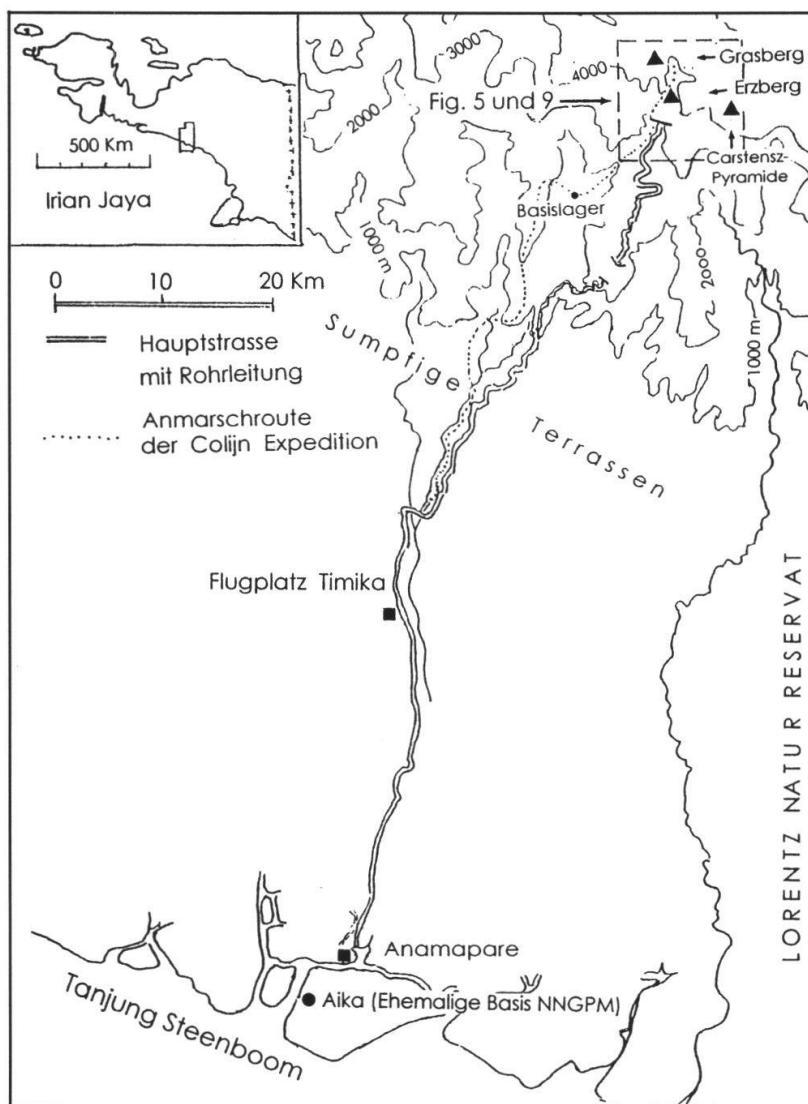 500 Km
Irian Jaya
3000
4000
2000
1000 m
Grasberg
Erzberg
Fig. 5 und 9
Carstensz-
Pyramide
Basislager
2000
1000 m
0 10 20 Km
Hauptstrasse
mit Rohrleitung
Anmarschroute
der Colijn Expedition
Sumpfige
Terrassen
Flugplatz Timika
LORENTZ NATUR RESERVAT
Anamapare
Aika (Ehemalige Basis NNGPM)
Tanjung Steenboom